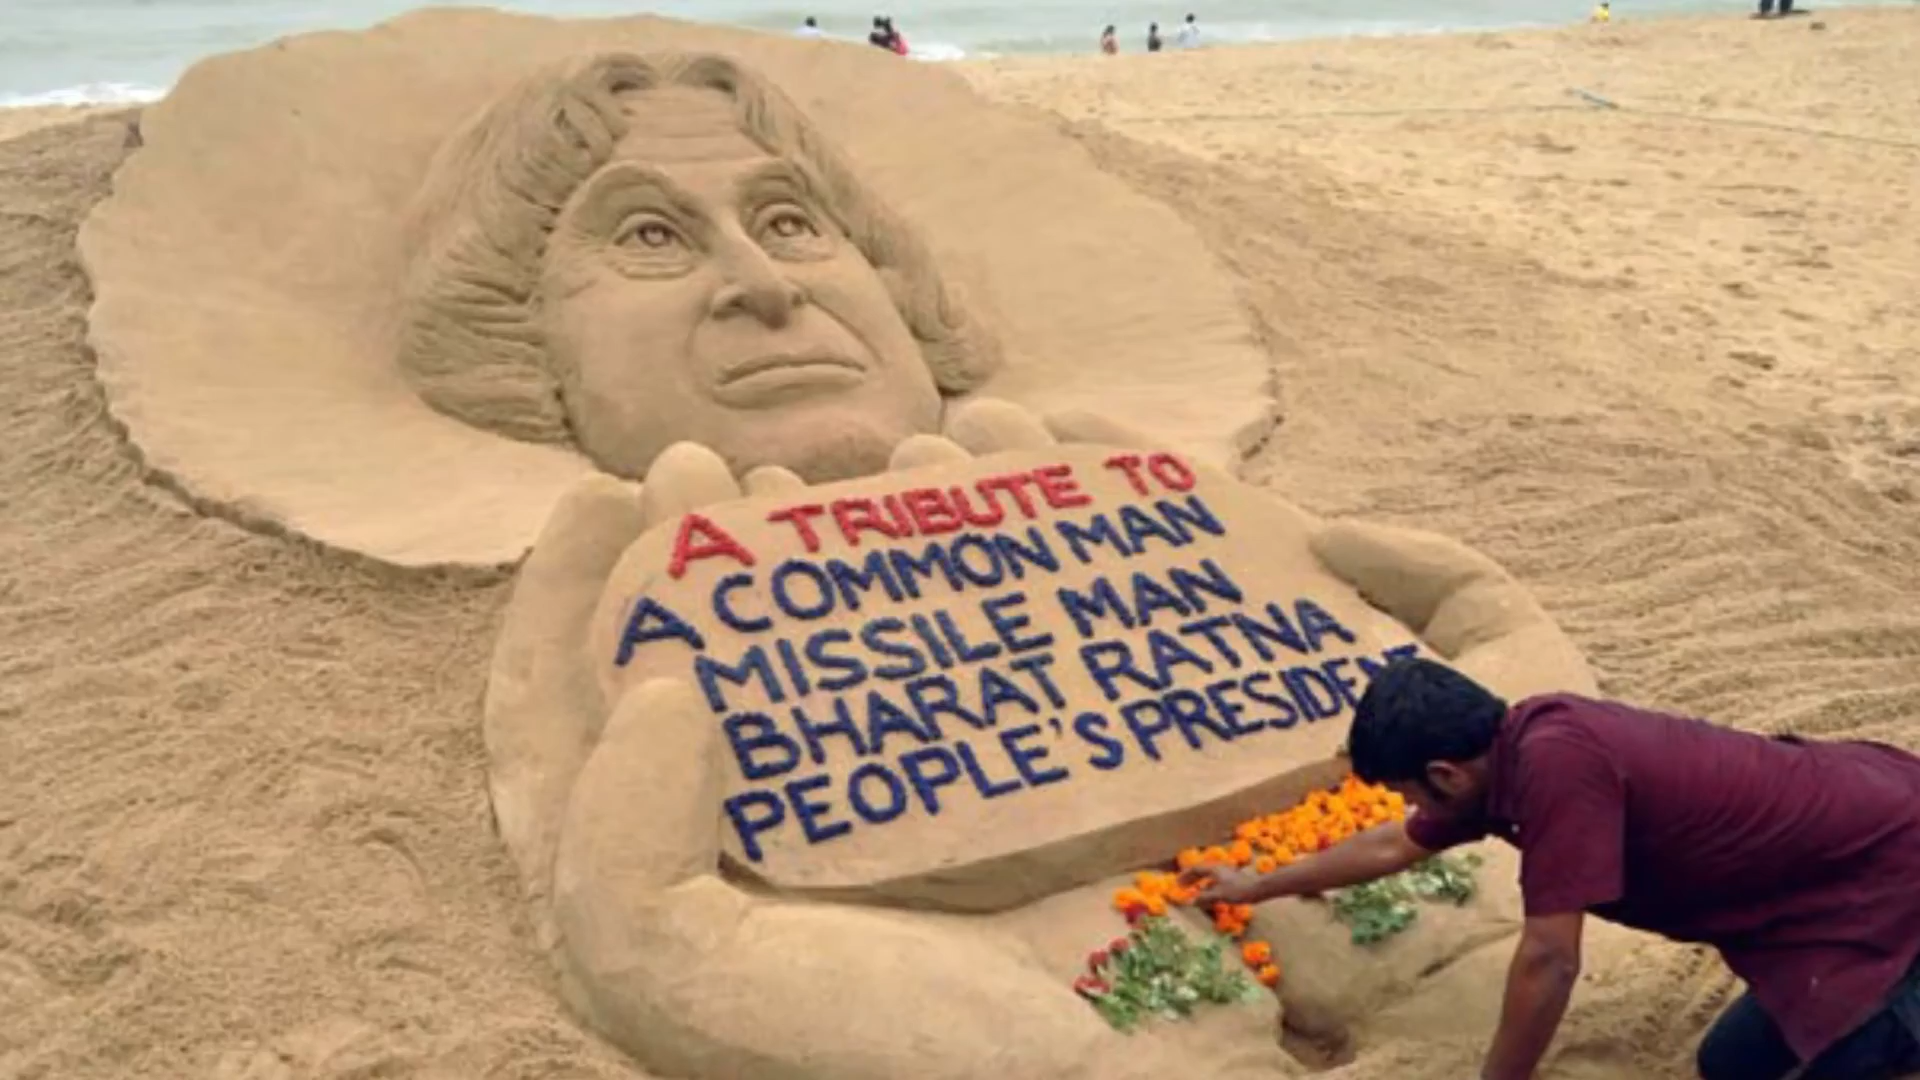 A TRIBUTE TO
A COMMON MAN
MISSILE MAN
BHARAT RATNA
PEOPLE'S PRESIDENT